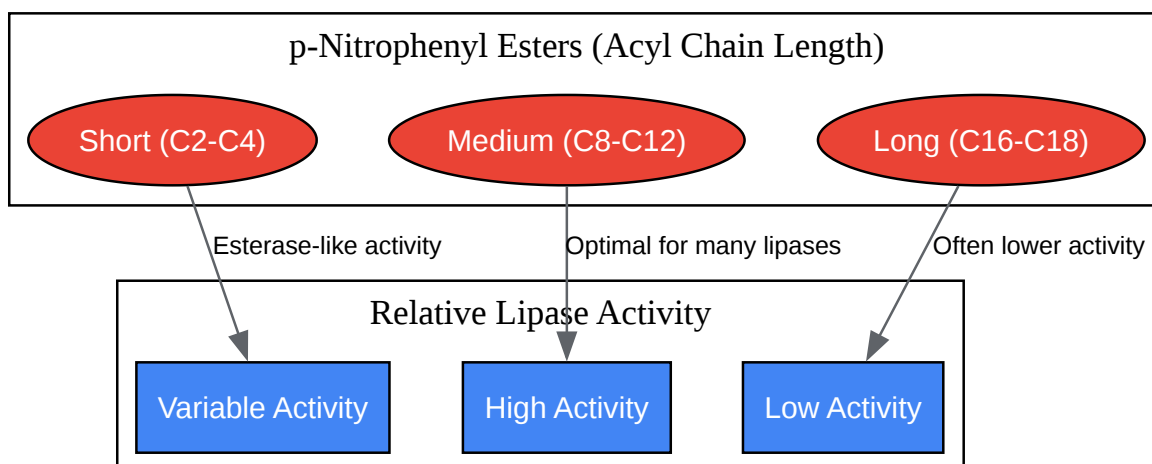 p-Nitrophenyl Esters (Acyl Chain Length)
Short (C2-C4)
Medium (C8-C12)
Long (C16-C18)
Esterase-like activity
Optimal for many lipases
Often lower activity
Relative Lipase Activity
Variable Activity
High Activity
Low Activity